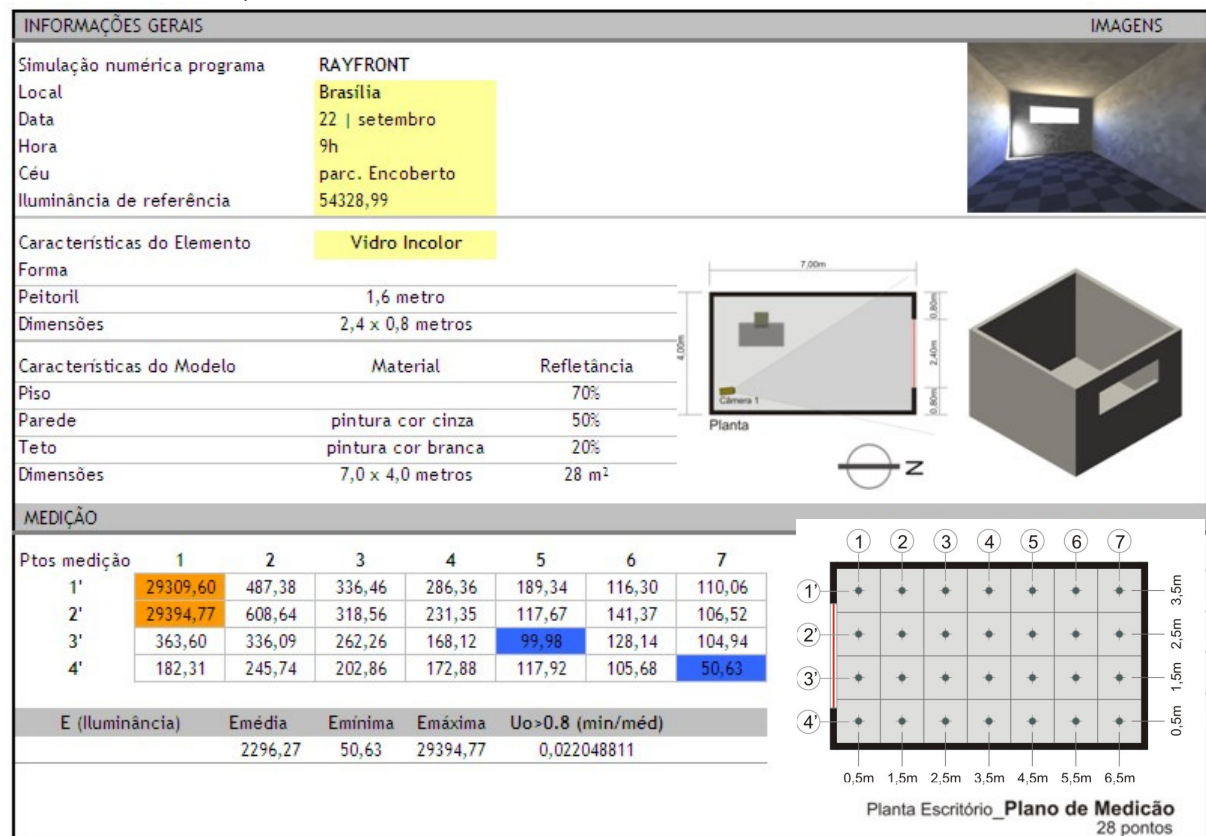 INFORMAÇÕES GERAIS IMAGENS
Simulação numérica programa RAYFRONT
Local Brasília
Data 22 | setembro
Hora 9h
Céu parc. Encoberto
Iluminância de referência 54328,99
Características do Elemento Vidro Incolor
Forma
Peitoril 1,6 metro
Dimensões 2,4 x 0,8 metros
Características do Modelo Material Refletância
Piso 70%
Parede pintura cor cinza 50%
Teto pintura cor branca 20%
Dimensões 7,0 x 4,0 metros 28 m²
7,00m
4,00m
0,80m
2,40m
0,80m
Câmera 1
Planta
N
MEDIÇÃO
Ptos medição 1 2 3 4 5 6 7
1' 29309,60 487,38 336,46 286,36 189,34 116,30 110,06
2' 29394,77 608,64 318,56 231,35 117,67 141,37 106,52
3' 363,60 336,09 262,26 168,12 99,98 128,14 104,94
4' 182,31 245,74 202,86 172,88 117,92 105,68 50,63
E (Iluminância) Emédia Emínima Emáxima Uo>0.8 (min/méd)
2296,27 50,63 29394,77 0,022048811
1 2 3 4 5 6 7
1' 3,5m
2' 2,5m
3' 1,5m
4' 0,5m
0,5m 1,5m 2,5m 3,5m 4,5m 5,5m 6,5m
Planta Escritório_Plano de Medicão
28 pontos